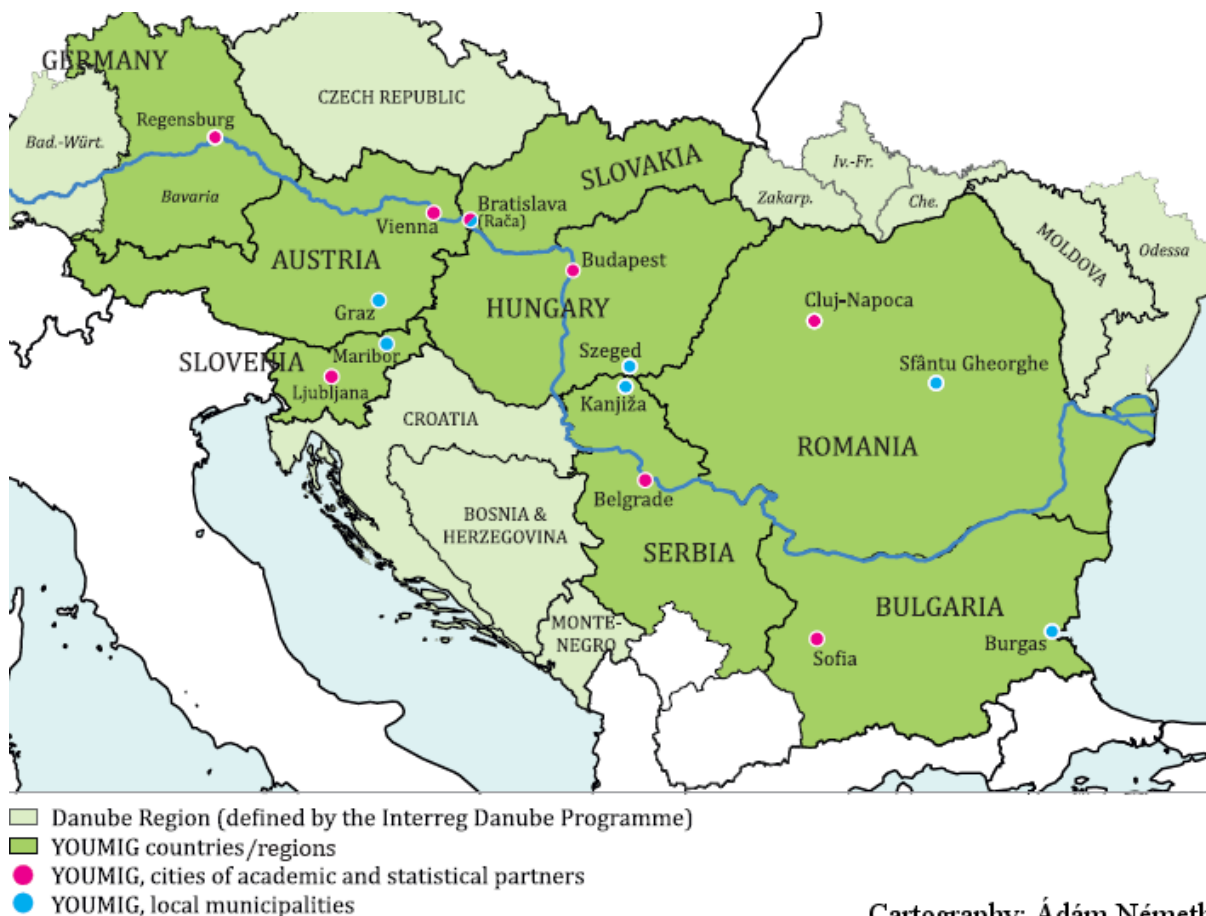 GERMANY
CZECH REPUBLIC
Regensburg
Bad.-Würt.
Bavaria
SLOVAKIA
Iv.-Fr.
Zakarp.
Che.
Vienna
Bratislava
(Rača)
MOLDOVA
Odessa
AUSTRIA
Budapest
Graz
HUNGARY
Cluj-Napoca
SLOVENIA
Maribor
Ljubljana
Szeged
Kanjiža
Sfântu Gheorghe
CROATIA
ROMANIA
Belgrade
BOSNIA &
HERZEGOVINA
SERBIA
BULGARIA
MONTE-
NEGRO
Sofia
Burgas
Danube Region (defined by the Interreg Danube Programme)
YOUMIG countries/regions
YOUMIG, cities of academic and statistical partners
YOUMIG, local municipalities
Cartography: Ádám Németh